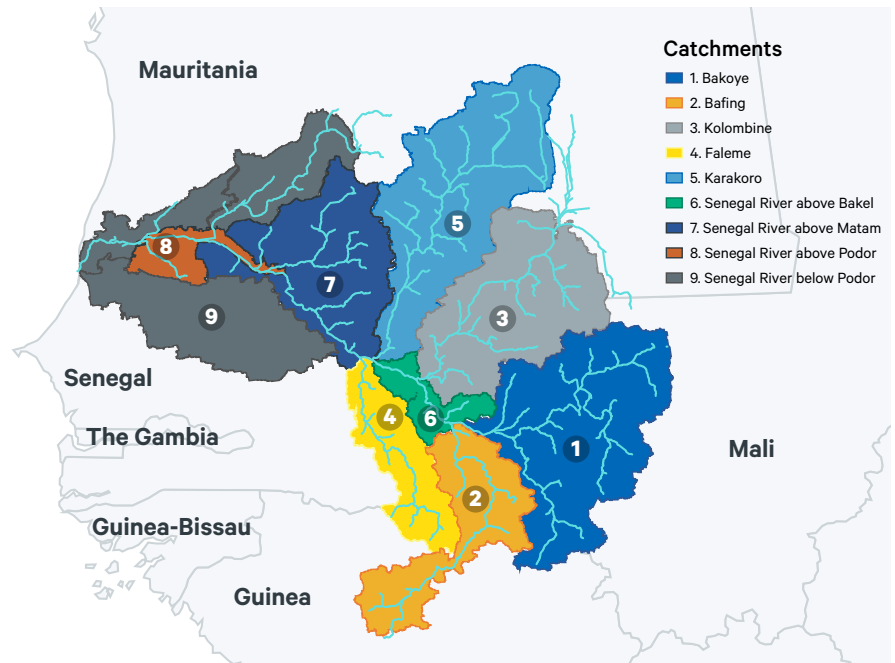 Catchments
1. Bakoye
2. Bafing
3. Kolombine
4. Faleme
5. Karakoro
6. Senegal River above Bakel
7. Senegal River above Matam
8. Senegal River above Podor
9. Senegal River below Podor
Mauritania
5
8
7
9
3
Senegal
4
6
The Gambia
1
Mali
2
Guinea-Bissau
Guinea